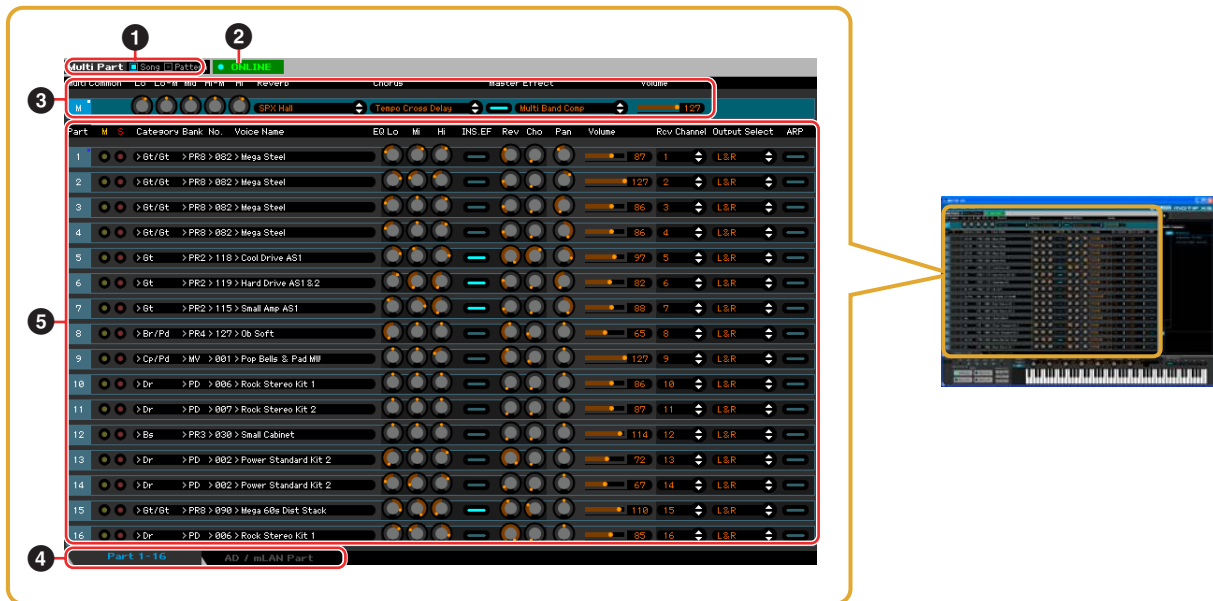 1 2
Multi Part Song Pattern ONLINE
Multi Common Lo Lo-M Mid Hi-M Hi Reverb Chorus Master Effect Volume
3
M SPX Hall Tempo Cross Delay Multi Band Comp 127
Part M S Category Bank No. Voice Name EQ Lo Mi Hi INS.EF Rev Cho Pan Volume Rcv Channel Output Select ARP
1 > Gt/Gt > PR8 > 082 > Mega Steel 87 1 L&R
2 > Gt/Gt > PR8 > 082 > Mega Steel 127 2 L&R
3 > Gt/Gt > PR8 > 082 > Mega Steel 86 3 L&R
4 > Gt/Gt > PR8 > 082 > Mega Steel 86 4 L&R
5 > Gt > PR2 > 118 > Cool Drive AS1 97 5 L&R
6 > Gt > PR2 > 119 > Hard Drive AS1&2 82 6 L&R
5
7 > Gt > PR2 > 115 > Small Amp AS1 88 7 L&R
8 > Br/Pd > PR4 > 127 > Ob Soft 65 8 L&R
9 > Cp/Pd > MV > 001 > Pop Bells & Pad MW 127 9 L&R
10 > Dr > PD > 006 > Rock Stereo Kit 1 86 10 L&R
11 > Dr > PD > 007 > Rock Stereo Kit 2 87 11 L&R
12 > Bs > PR3 > 030 > Small Cabinet 114 12 L&R
13 > Dr > PD > 002 > Power Standard Kit 2 72 13 L&R
14 > Dr > PD > 002 > Power Standard Kit 2 67 14 L&R
15 > Gt/Gt > PR8 > 090 > Mega 60s Dist Stack 110 15 L&R
16 > Dr > PD > 006 > Rock Stereo Kit 1 85 16 L&R
4
Part 1-16 AD / mLAN Part